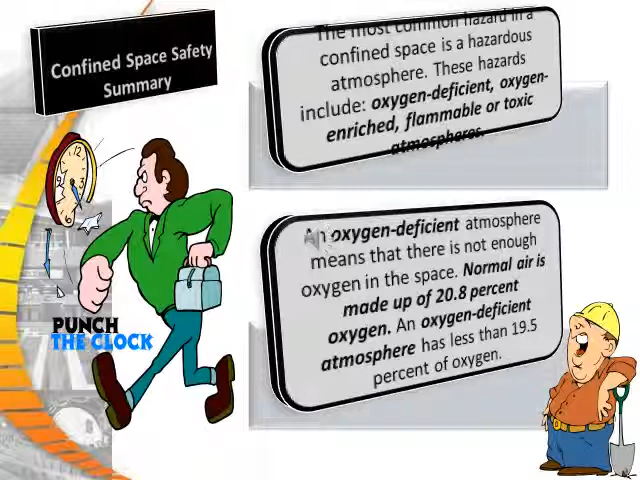 Confined Space Safety
Summary
The most common hazard in a
confined space is a hazardous
atmosphere. These hazards
include: oxygen-deficient, oxygen-
enriched, flammable or toxic
atmospheres.
An oxygen-deficient atmosphere
means that there is not enough
oxygen in the space. Normal air is
made up of 20.8 percent
oxygen. An oxygen-deficient
atmosphere has less than 19.5
percent of oxygen.
PUNCH
THE CLOCK